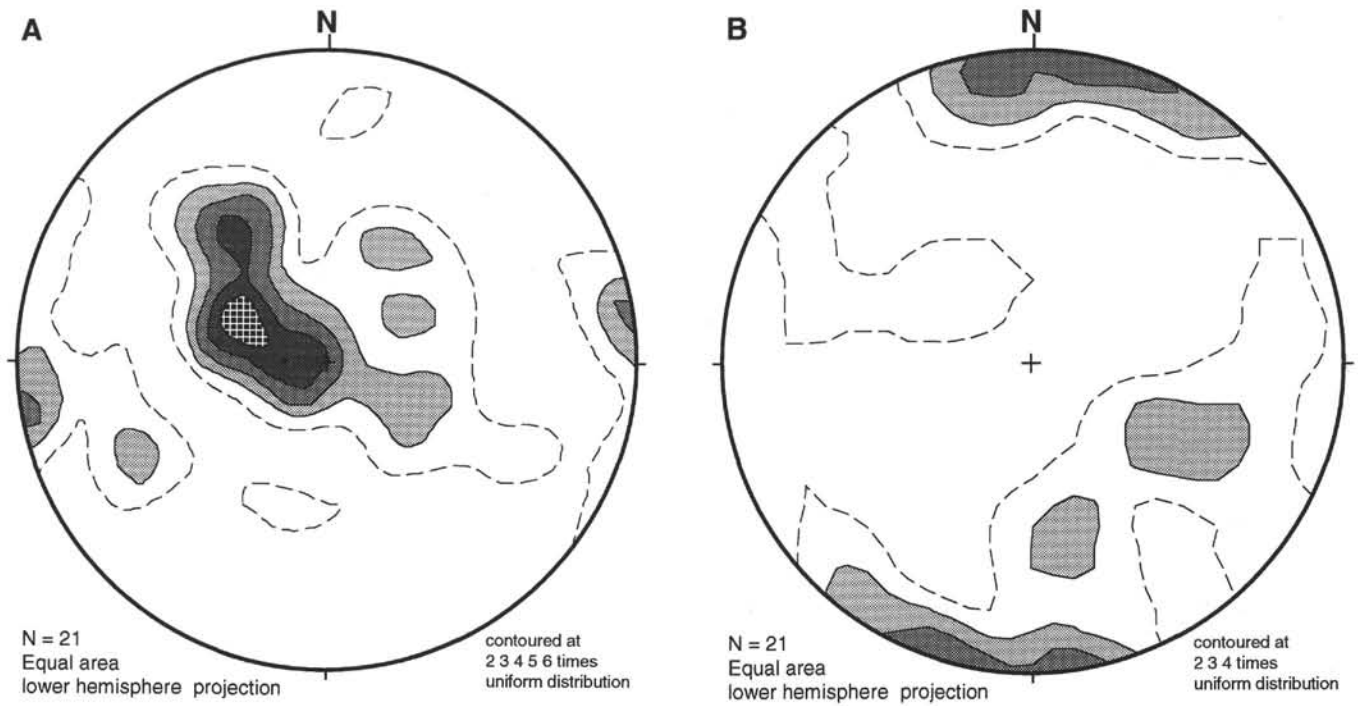 A
N
N = 21
Equal area
lower hemisphere projection
contoured at
2 3 4 5 6 times
uniform distribution
B
N
N = 21
Equal area
lower hemisphere projection
contoured at
2 3 4 times
uniform distribution